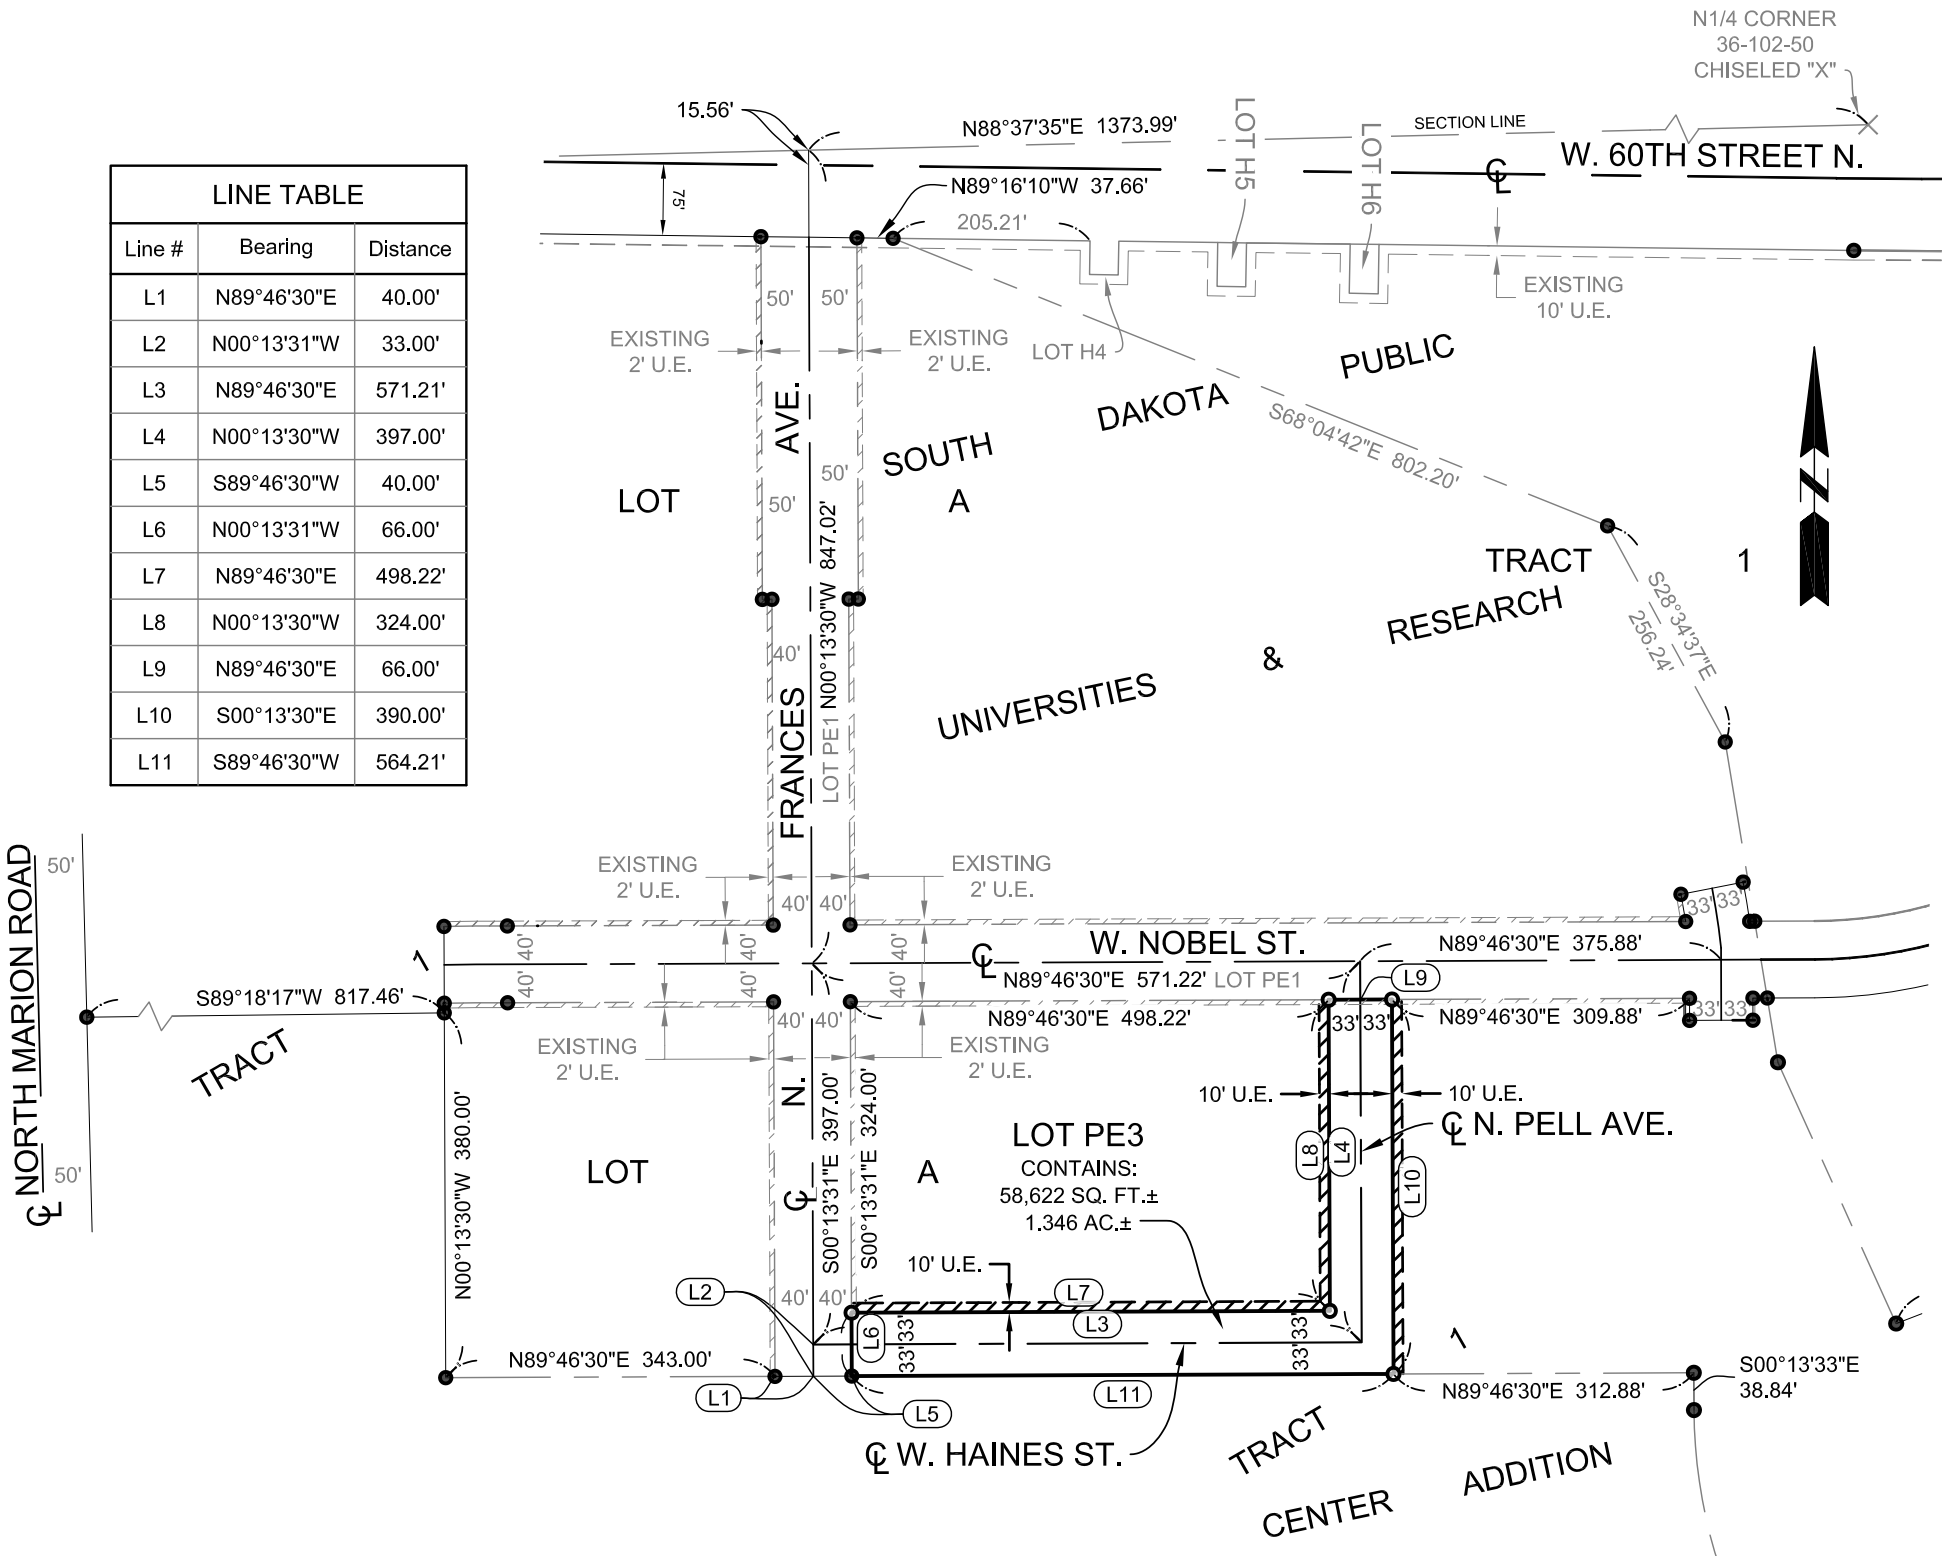 N1/4 CORNER
36-102-50
CHISELED "X"
15.56'
N88°37'35"E 1373.99'
SECTION LINE
LOT H5
LOT H6
W. 60TH STREET N.
℄
N89°16'10"W 37.66'
75'
205.21'
LINE TABLE
Line # Bearing Distance
L1 N89°46'30"E 40.00'
L2 N00°13'31"W 33.00'
L3 N89°46'30"E 571.21'
L4 N00°13'30"W 397.00'
L5 S89°46'30"W 40.00'
L6 N00°13'31"W 66.00'
L7 N89°46'30"E 498.22'
L8 N00°13'30"W 324.00'
L9 N89°46'30"E 66.00'
L10 S00°13'30"E 390.00'
L11 S89°46'30"W 564.21'
50' 50'
EXISTING
10' U.E.
EXISTING
2' U.E.
EXISTING
2' U.E.
LOT H4
SOUTH DAKOTA PUBLIC
S68°04'42"E 802.20'
N
50'
50'
LOT
A
TRACT 1
UNIVERSITIES & RESEARCH
S28°34'37"E
256.24'
40'
N. FRANCES AVE.
℄
LOT PE1
N00°13'30"W 847.02'
℄ NORTH MARION ROAD
50'
50'
EXISTING
2' U.E.
EXISTING
2' U.E.
40' 40'
33' 33'
40' 40'
40' 40'
40'
40' 40'
40'
℄ W. NOBEL ST.
N89°46'30"E 375.88'
N89°46'30"E 571.22' LOT PE1
L9
1
S89°18'17"W 817.46'
TRACT
N89°46'30"E 498.22'
33' 33'
N89°46'30"E 309.88'
33' 33'
40' 40'
EXISTING
2' U.E.
EXISTING
2' U.E.
10' U.E.
10' U.E.
℄ N. PELL AVE.
N00°13'30"W 380.00'
S00°13'31"E 397.00'
S00°13'31"E 324.00'
LOT
A
LOT PE3
CONTAINS:
58,622 SQ. FT.±
1.346 AC.±
L8
L4
L10
10' U.E.
L2
40' 40'
L7
L3
L6
33' 33'
33' 33'
1
N89°46'30"E 343.00'
L1
L5
L11
N89°46'30"E 312.88'
S00°13'33"E
38.84'
℄ W. HAINES ST.
TRACT
CENTER ADDITION